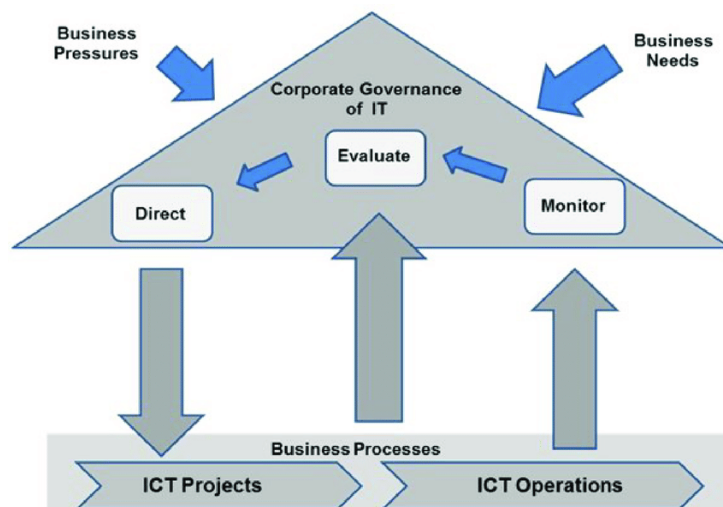 Business
Pressures
Business
Needs
Corporate Governance
of IT
Evaluate
Direct
Monitor
Business Processes
ICT Projects
ICT Operations